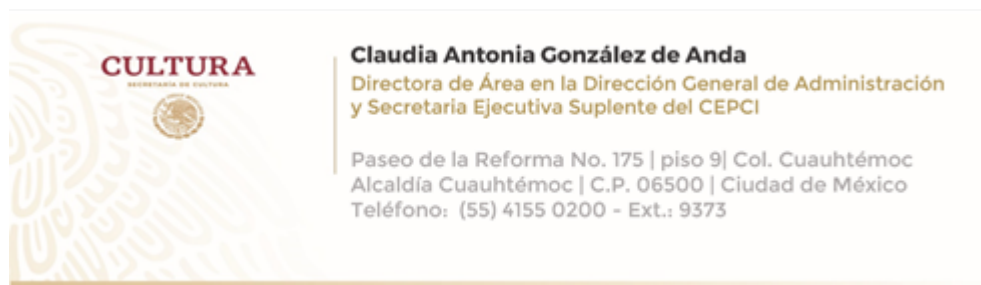 CULTURA
SECRETARÍA DE CULTURA
Claudia Antonia González de Anda
Directora de Área en la Dirección General de Administración
y Secretaria Ejecutiva Suplente del CEPCI
Paseo de la Reforma No. 175 | piso 9| Col. Cuauhtémoc
Alcaldía Cuauhtémoc | C.P. 06500 | Ciudad de México
Teléfono:  (55) 4155 0200 - Ext.: 9373